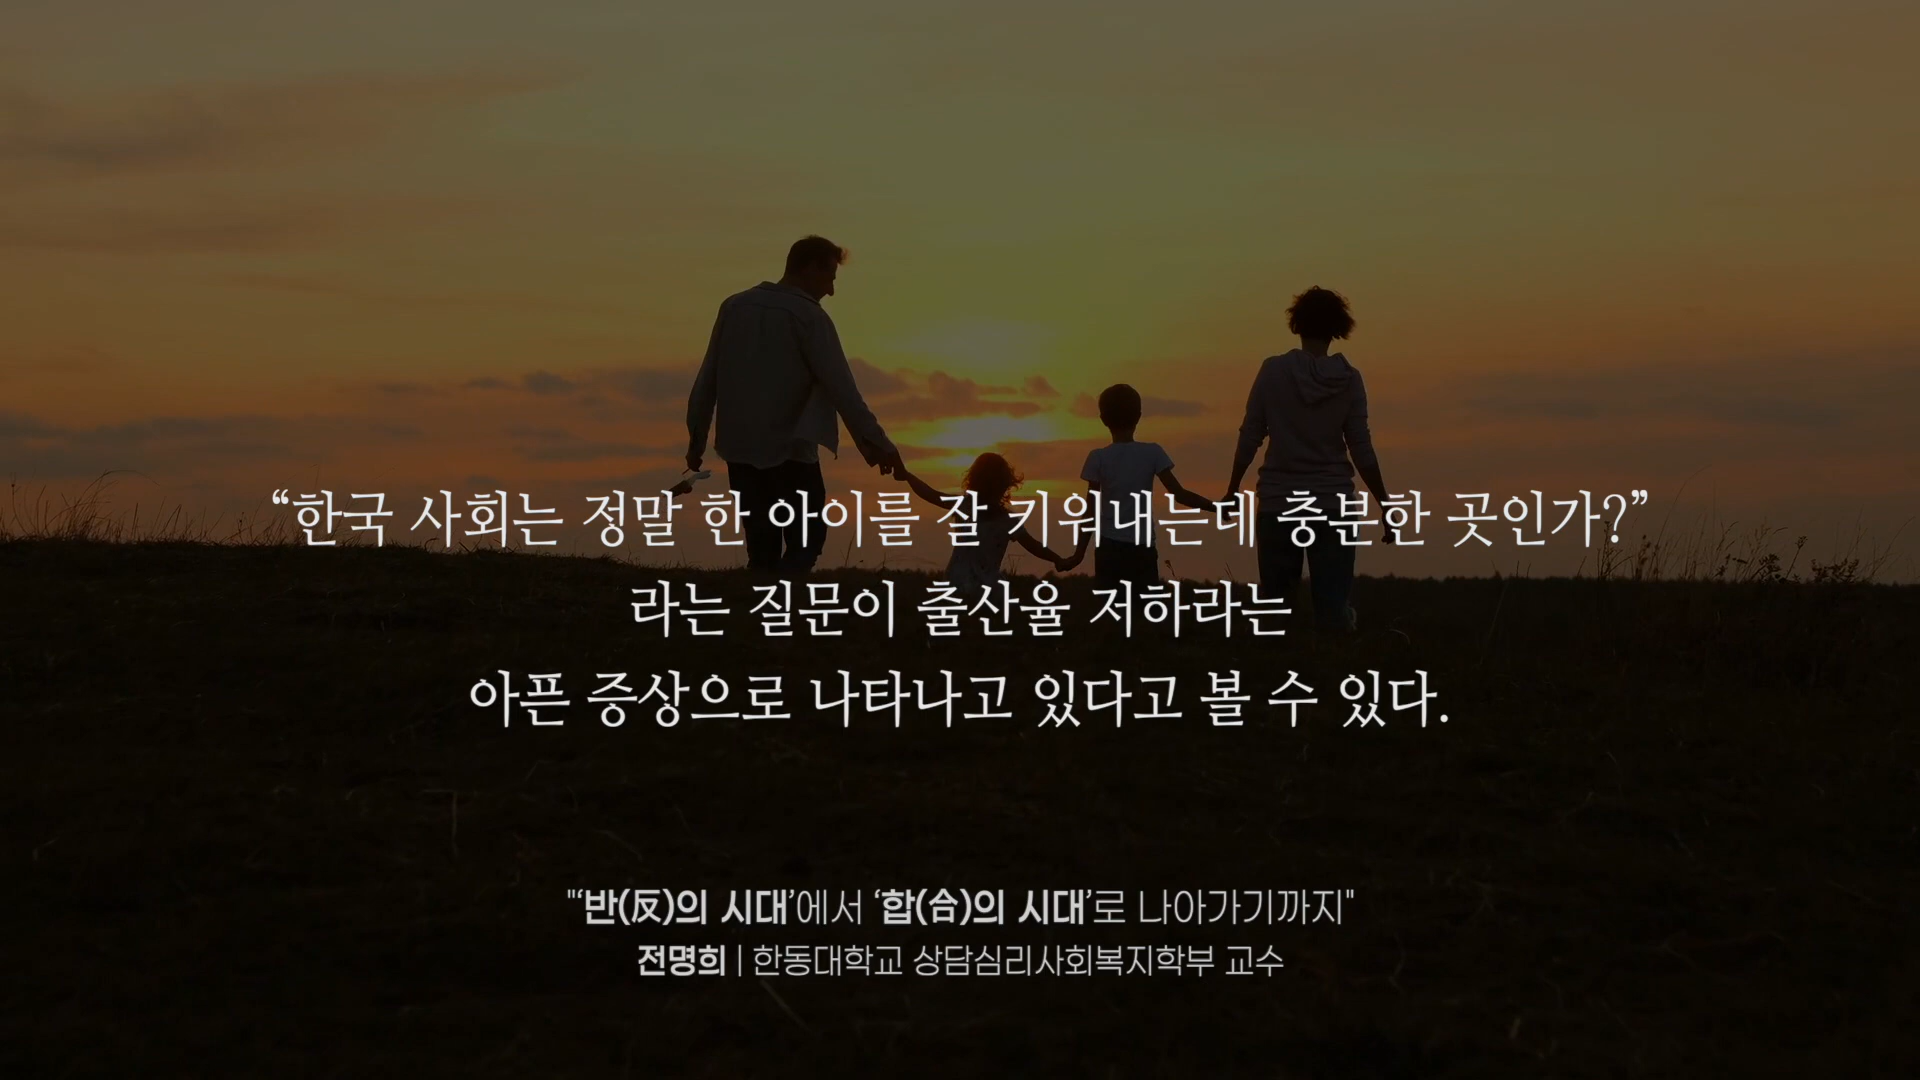 “한국 사회는 정말 한 아이를 잘 키워내는데 충분한 곳인가?”
라는 질문이 출산율 저하라는
아픈 증상으로 나타나고 있다고 볼 수 있다.
"‘반(反)의 시대’에서 ‘합(合)의 시대’로 나아가기까지"
전명희 | 한동대학교 상담심리사회복지학부 교수